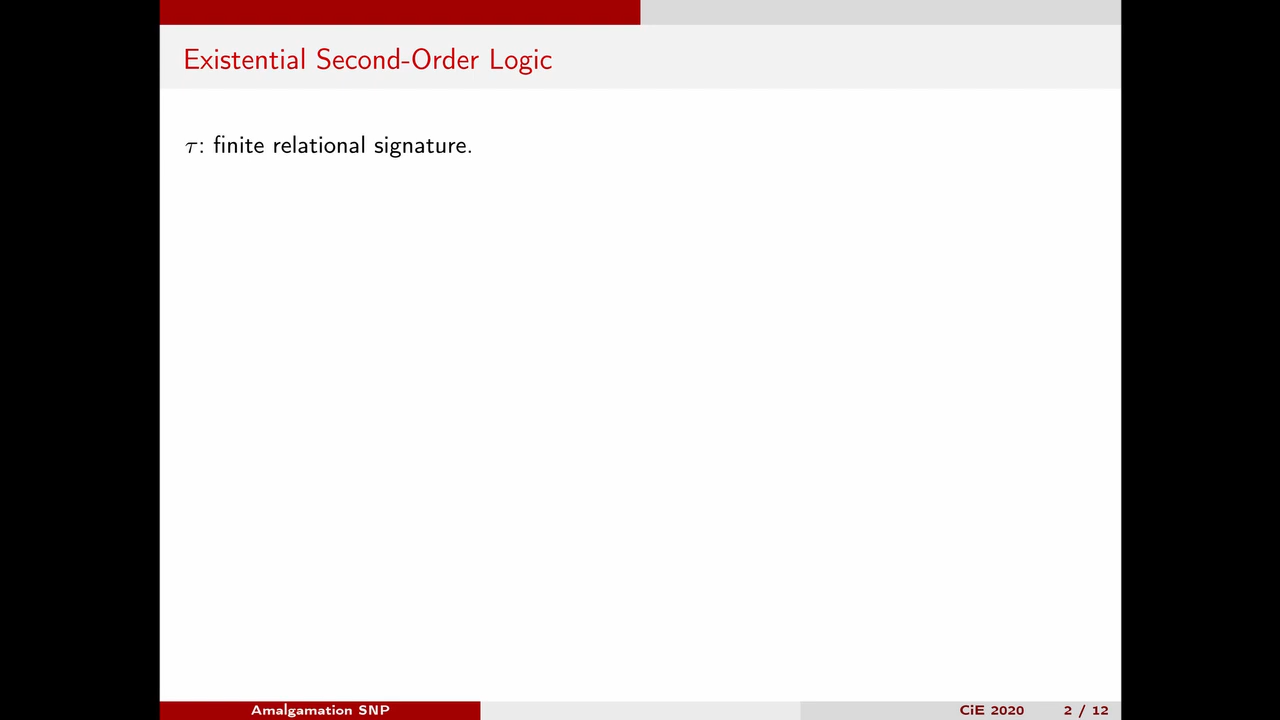 Existential Second-Order Logic
τ: finite relational signature.
Amalgamation SNP
CiE 2020
2 / 12